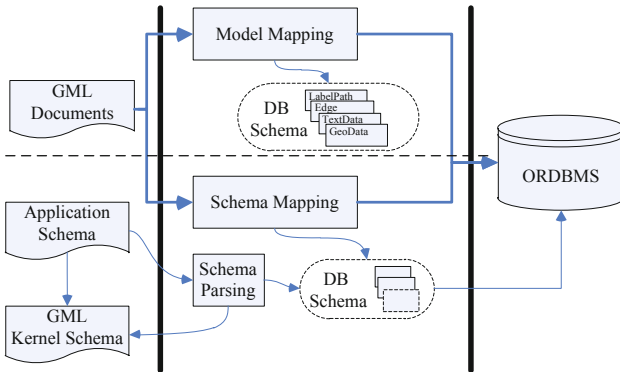 Model Mapping
GML
Documents
DB
Schema
LabelPath
Edge
TextData
GeoData
ORDBMS
Schema Mapping
Application
Schema
Schema
Parsing
DB
Schema
GML
Kernel Schema